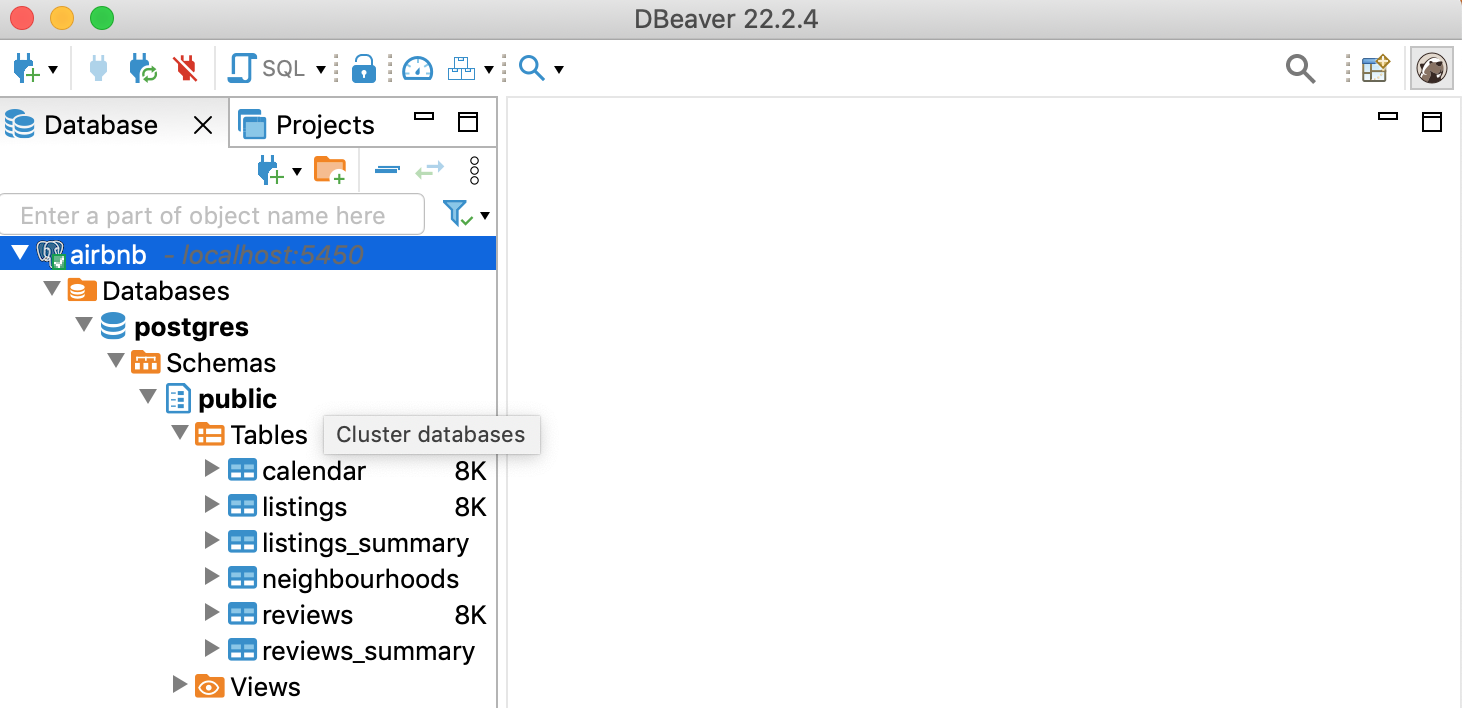 DBeaver 22.2.4
SQL
Database
Projects
Enter a part of object name here
airbnb - localhost:5450
Databases
postgres
Schemas
public
Tables
Cluster databases
calendar 8K
listings 8K
listings_summary
neighbourhoods
reviews 8K
reviews_summary
Views